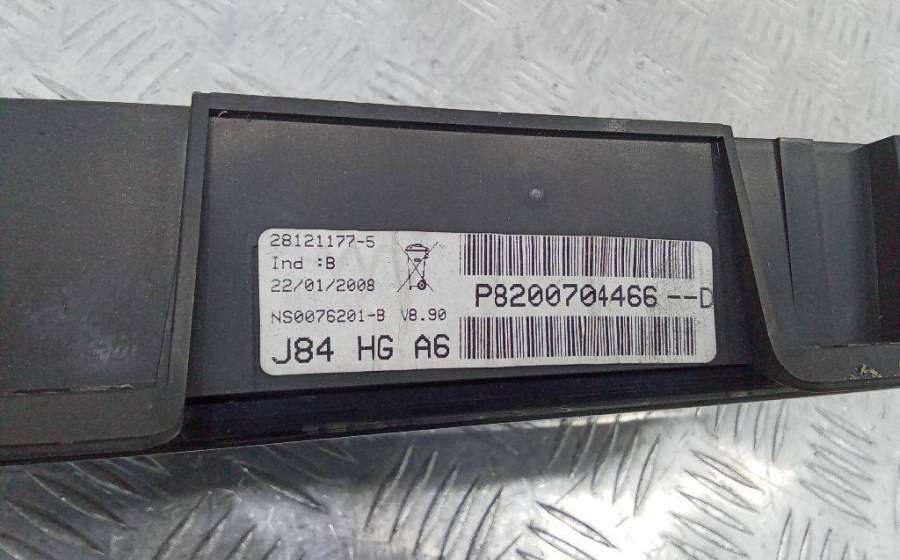 28121177-5
Ind :B
22/01/2008
NS0076201-B V8.90
J84 HG A6
P8200704466 --D